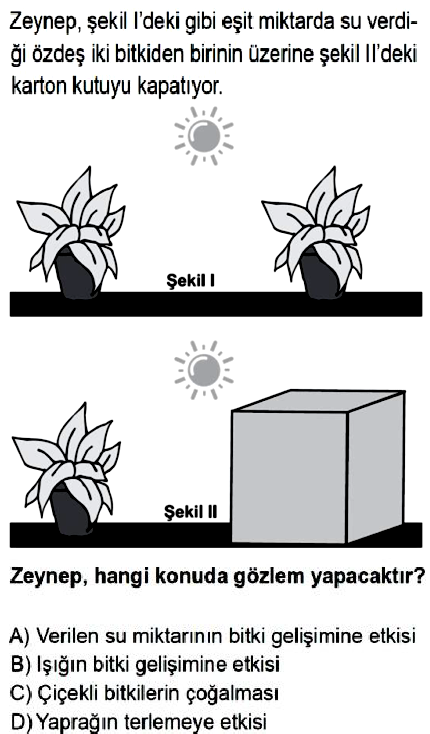 Zeynep, şekil I'deki gibi eşit miktarda su verdi-
ği özdeş iki bitkiden birinin üzerine şekil II'deki
karton kutuyu kapatıyor.
Şekil I
Şekil II
Zeynep, hangi konuda gözlem yapacaktır?
A) Verilen su miktarının bitki gelişimine etkisi
B) Işığın bitki gelişimine etkisi
C) Çiçekli bitkilerin çoğalması
D) Yaprağın terlemeye etkisi